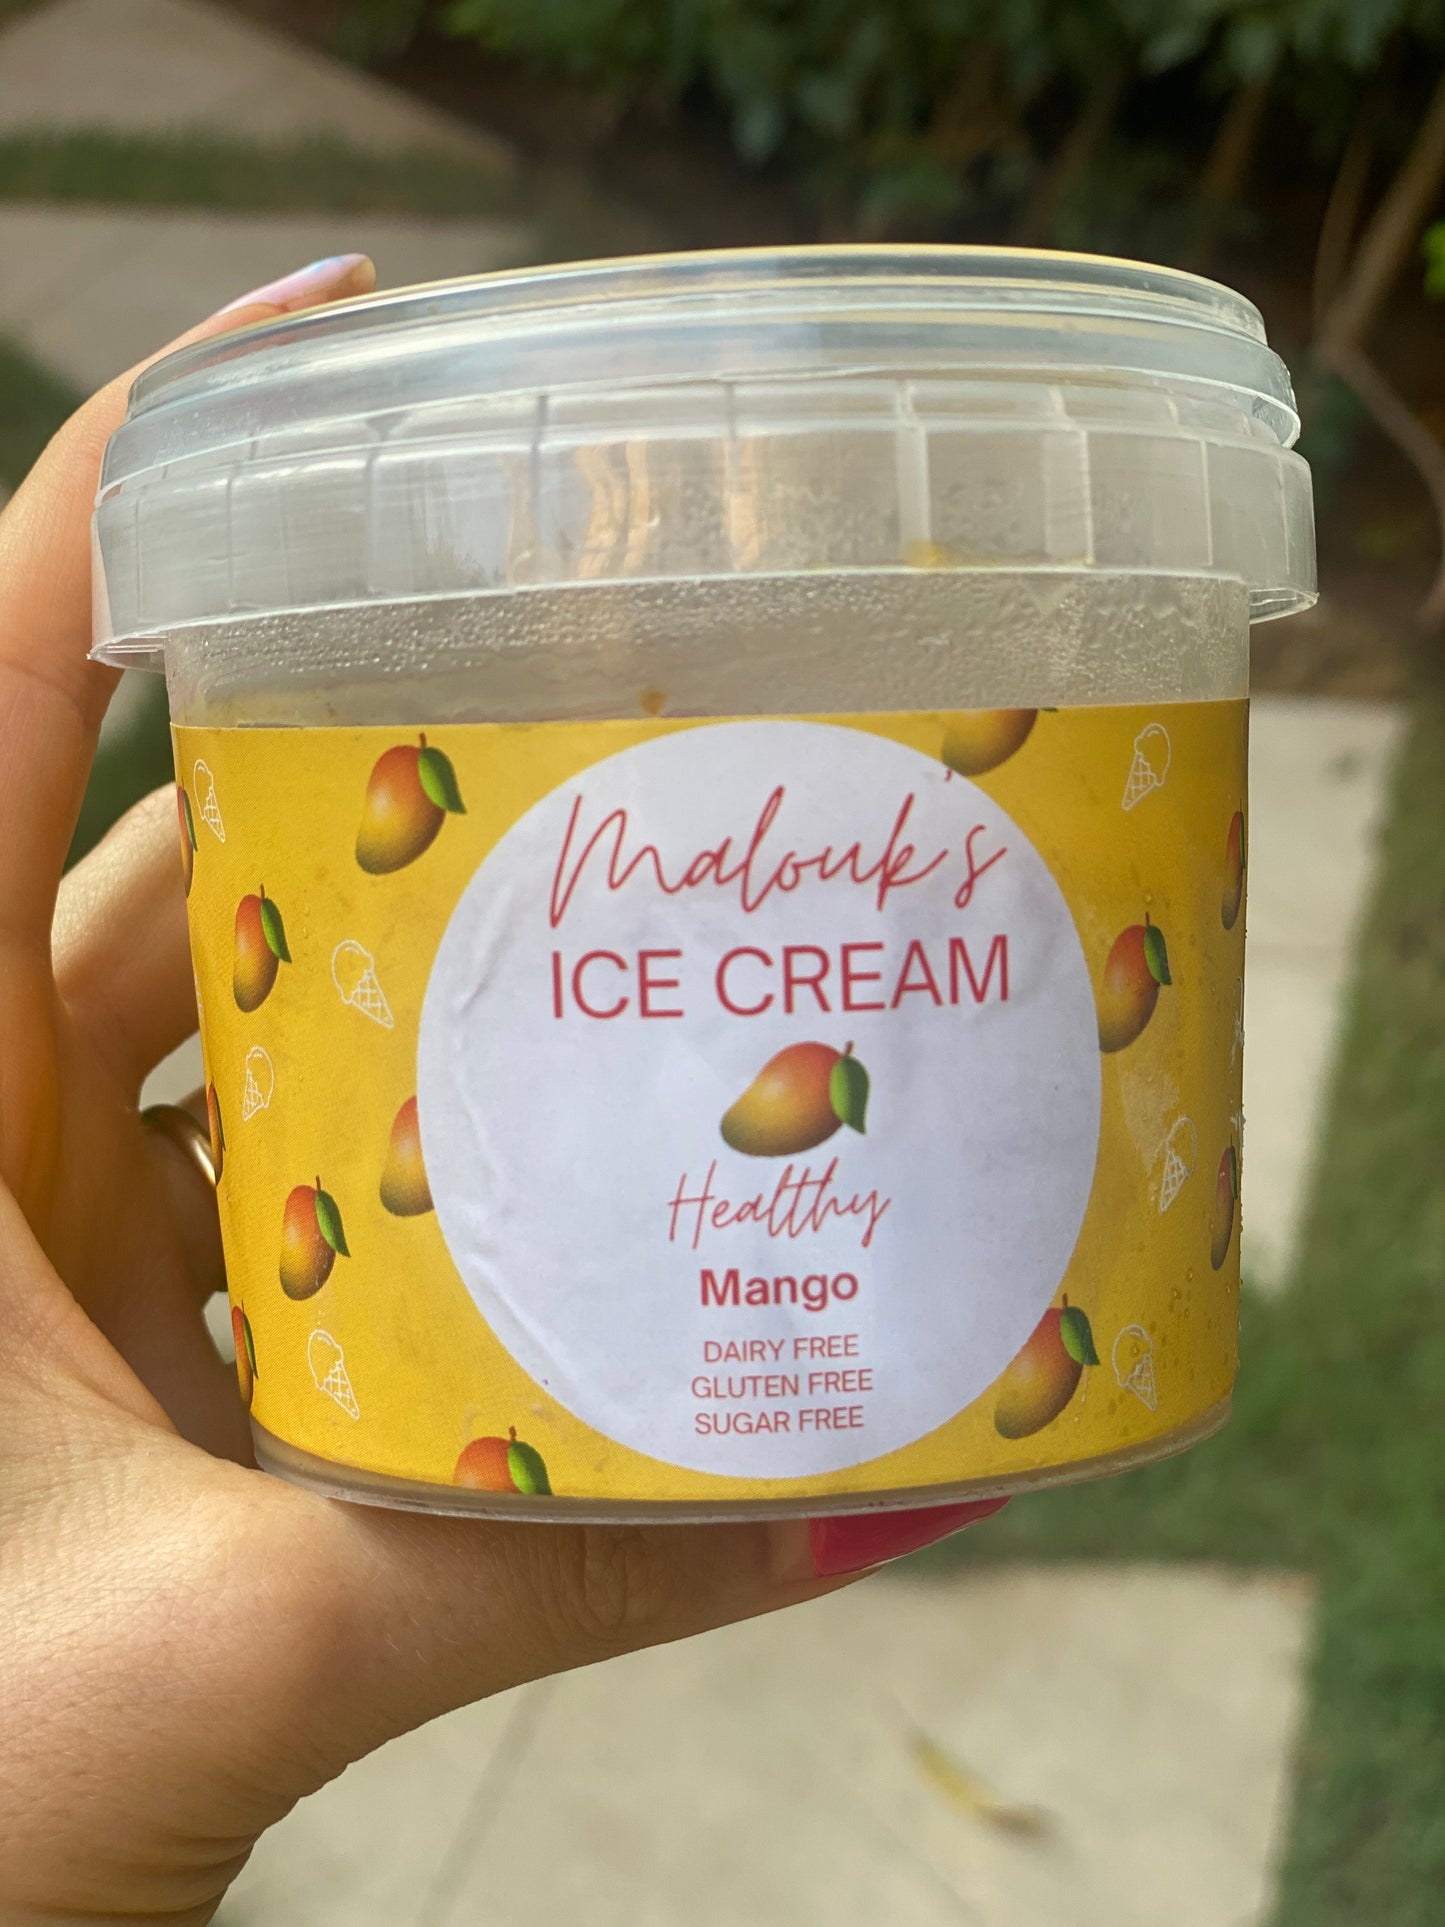 Malouk's
ICE CREAM
Healthy
Mango
DAIRY FREE
GLUTEN FREE
SUGAR FREE